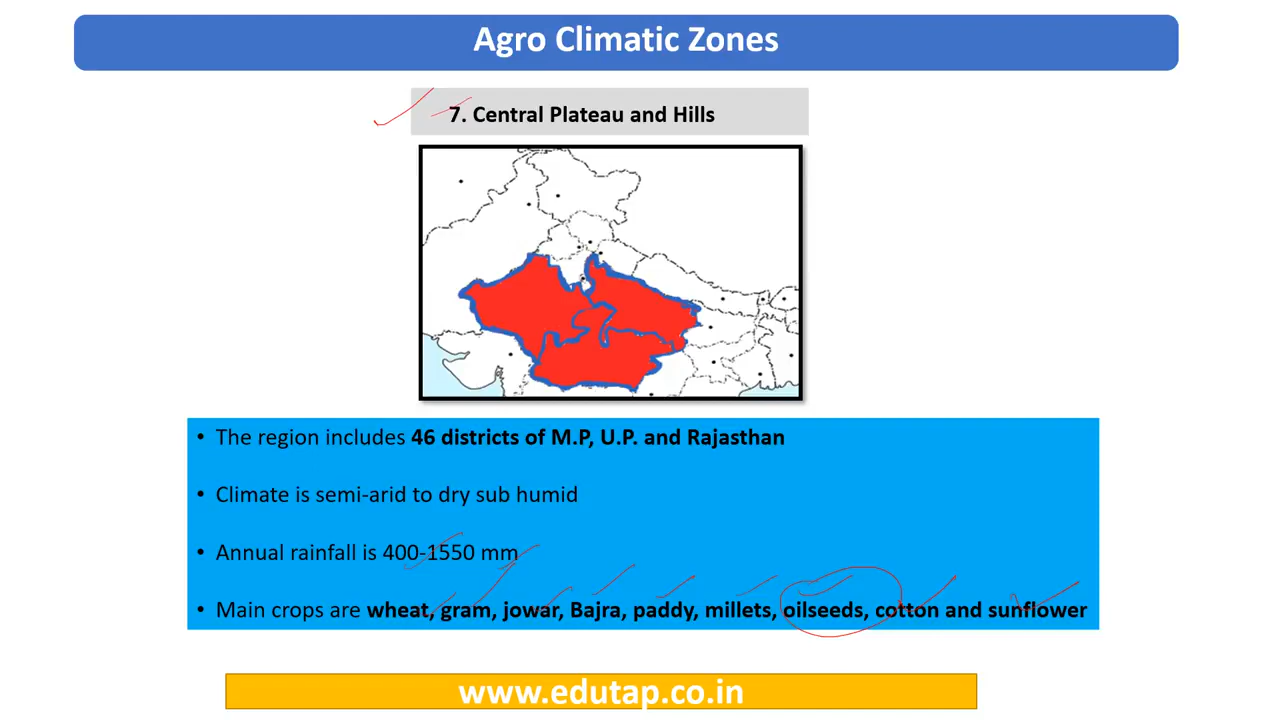 Agro Climatic Zones
7. Central Plateau and Hills
• The region includes 46 districts of M.P, U.P. and Rajasthan
• Climate is semi-arid to dry sub humid
• Annual rainfall is 400-1550 mm
• Main crops are wheat, gram, jowar, Bajra, paddy, millets, oilseeds, cotton and sunflower
www.edutap.co.in